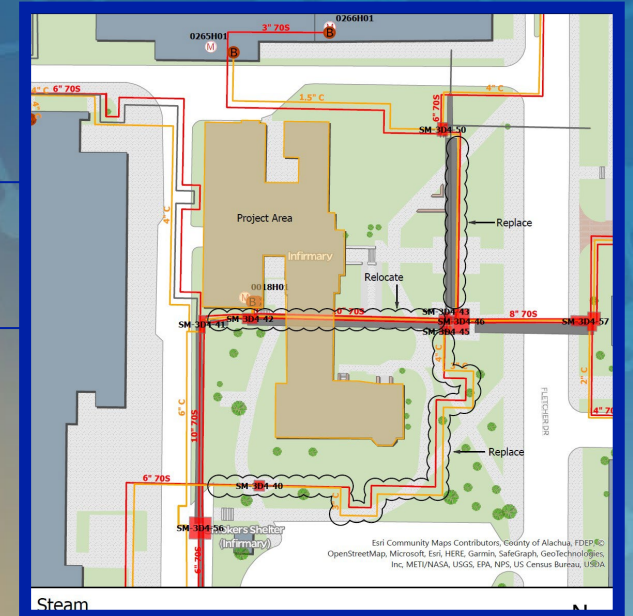 0266H01
3" 70S
0265H01
M
B
B
4" C
6" 70S
4" C
1.5" C
6" 70S
4" C
SM-3D4-50
Project Area
4" C
Replace
Infirmary
Relocate
0018H01
B
SM-3D4-41
SM-3D4-42
70S
SM-3D4-43
SM-3D4-46
SM-3D4-45
8" 70S
SM-3D4-57
4" C
2" C
6" C
10" 70S
FLETCHER DR
4" 70
Replace
6" 70S
SM-3D4-40
SM-3D4-56
kers Shelter
(Infirmary)
6" 70S
Esri Community Maps Contributors, County of Alachua, FDEP, ©
OpenStreetMap, Microsoft, Esri, HERE, Garmin, SafeGraph, GeoTechnologies,
Inc, METI/NASA, USGS, EPA, NPS, US Census Bureau, USDA
Steam